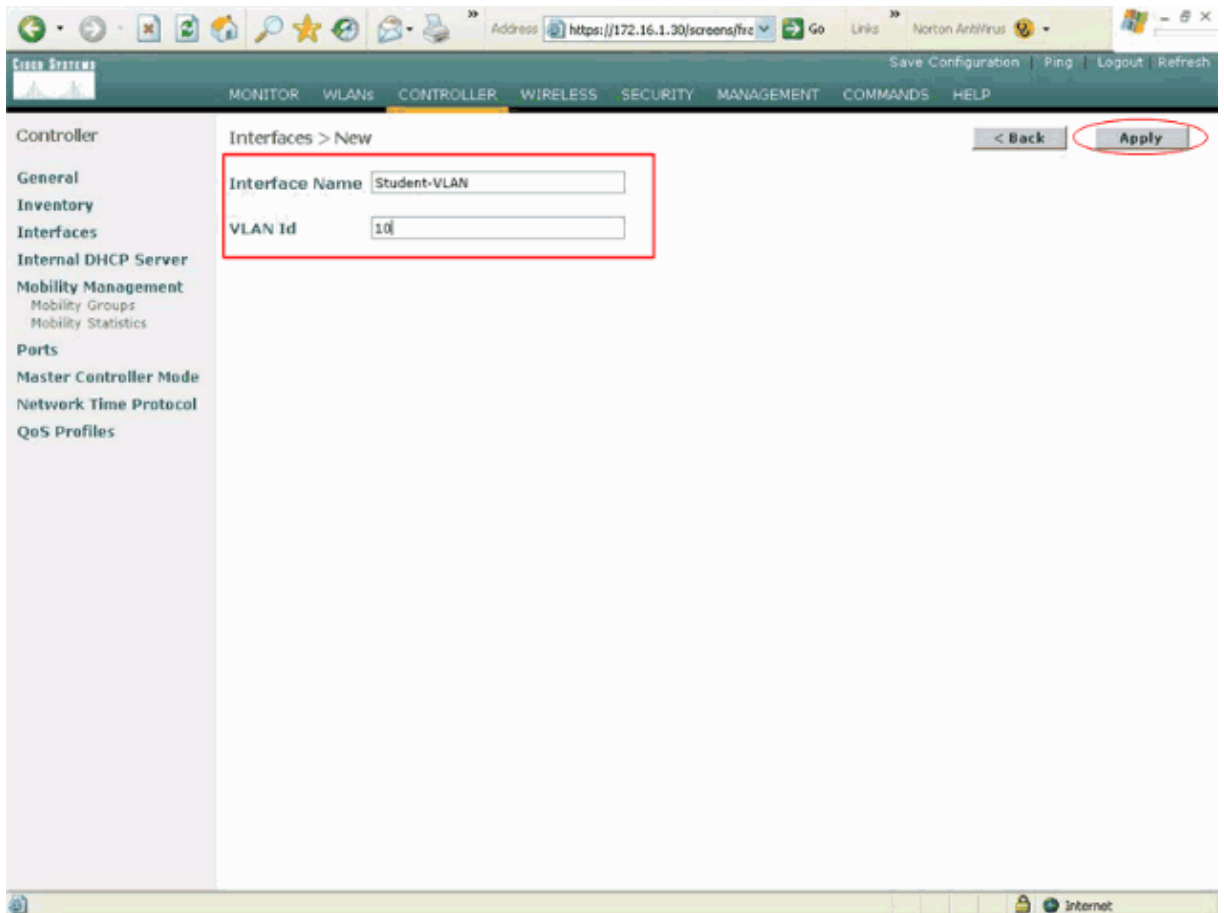 » Address https://172.16.1.30/screens/fra Go Links » Norton AntiVirus
CISCO SYSTEMS
Save Configuration | Ping | Logout | Refresh
MONITOR WLANs CONTROLLER WIRELESS SECURITY MANAGEMENT COMMANDS HELP
Controller
General
Inventory
Interfaces
Internal DHCP Server
Mobility Management
Mobility Groups
Mobility Statistics
Ports
Master Controller Mode
Network Time Protocol
QoS Profiles
Interfaces > New
< Back
Apply
Interface Name Student-VLAN
VLAN Id 10
Internet